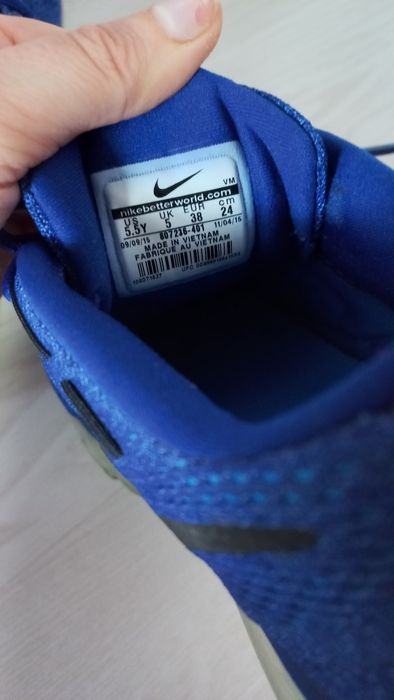 VM
nikebetterworld.com
US UK EUR cm
5.5Y 5 38 24
09/09/15 807236-401 11/04/15
MADE IN VIETNAM
FABRIQUE AU VIETNAM
UPC